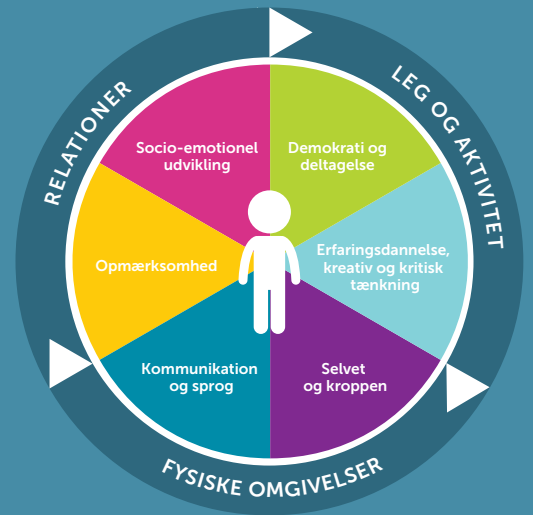 RELATIONER
LEG OG AKTIVITET
Socio-emotionel
udvikling
Demokrati og
deltagelse
Opmærksomhed
Erfaringsdannelse,
kreativ og kritisk
tænkning
Kommunikation
og sprog
Selvet
og kroppen
FYSISKE OMGIVELSER